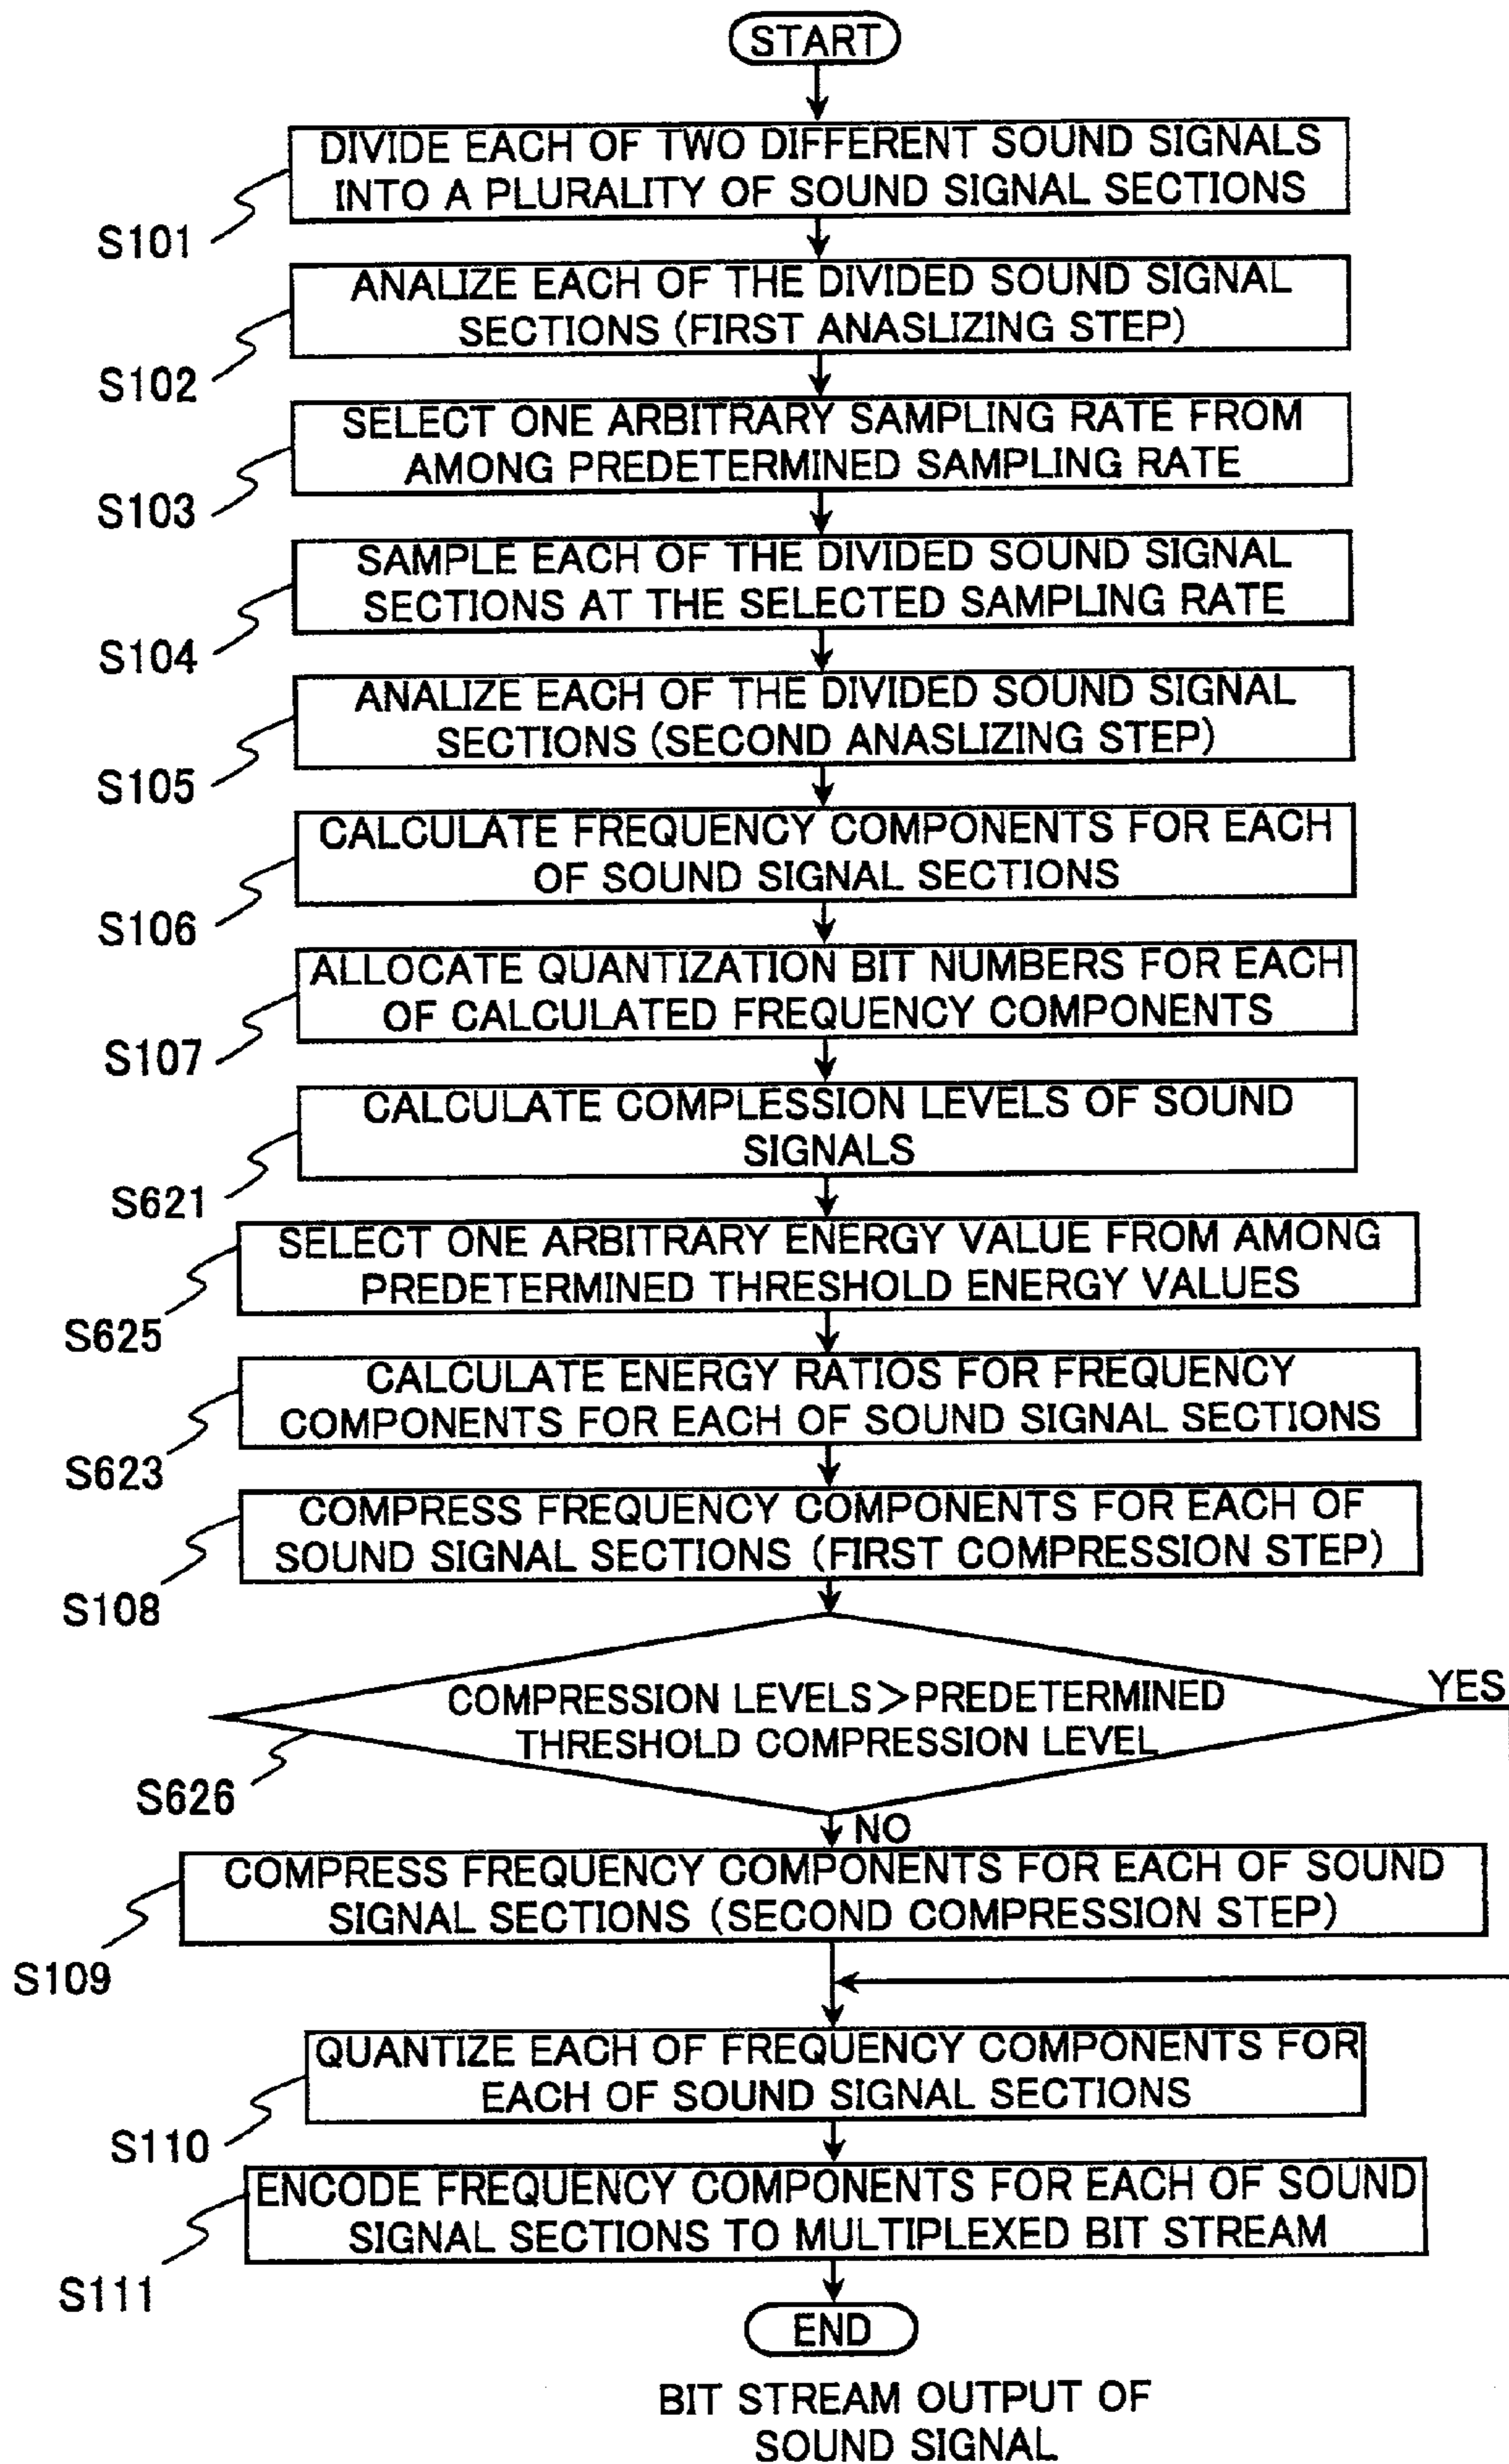 START
DIVIDE EACH OF TWO DIFFERENT SOUND SIGNALS
INTO A PLURALITY OF SOUND SIGNAL SECTIONS
S101
ANALIZE EACH OF THE DIVIDED SOUND SIGNAL
SECTIONS (FIRST ANASLIZING STEP)
S102
SELECT ONE ARBITRARY SAMPLING RATE FROM
AMONG PREDETERMINED SAMPLING RATE
S103
SAMPLE EACH OF THE DIVIDED SOUND SIGNAL
SECTIONS AT THE SELECTED SAMPLING RATE
S104
ANALIZE EACH OF THE DIVIDED SOUND SIGNAL
SECTIONS (SECOND ANASLIZING STEP)
S105
CALCULATE FREQUENCY COMPONENTS FOR EACH
OF SOUND SIGNAL SECTIONS
S106
ALLOCATE QUANTIZATION BIT NUMBERS FOR EACH
OF CALCULATED FREQUENCY COMPONENTS
S107
CALCULATE COMPLESSION LEVELS OF SOUND
SIGNALS
S621
SELECT ONE ARBITRARY ENERGY VALUE FROM AMONG
PREDETERMINED THRESHOLD ENERGY VALUES
S625
CALCULATE ENERGY RATIOS FOR FREQUENCY
COMPONENTS FOR EACH OF SOUND SIGNAL SECTIONS
S623
COMPRESS FREQUENCY COMPONENTS FOR EACH OF
SOUND SIGNAL SECTIONS (FIRST COMPRESSION STEP)
S108
YES
COMPRESSION LEVELS>PREDETERMINED
THRESHOLD COMPRESSION LEVEL
S626
NO
COMPRESS FREQUENCY COMPONENTS FOR EACH OF SOUND
SIGNAL SECTIONS (SECOND COMPRESSION STEP)
S109
QUANTIZE EACH OF FREQUENCY COMPONENTS FOR
EACH OF SOUND SIGNAL SECTIONS
S110
ENCODE FREQUENCY COMPONENTS FOR EACH OF SOUND
SIGNAL SECTIONS TO MULTIPLEXED BIT STREAM
S111
END
BIT STREAM OUTPUT OF
SOUND SIGNAL